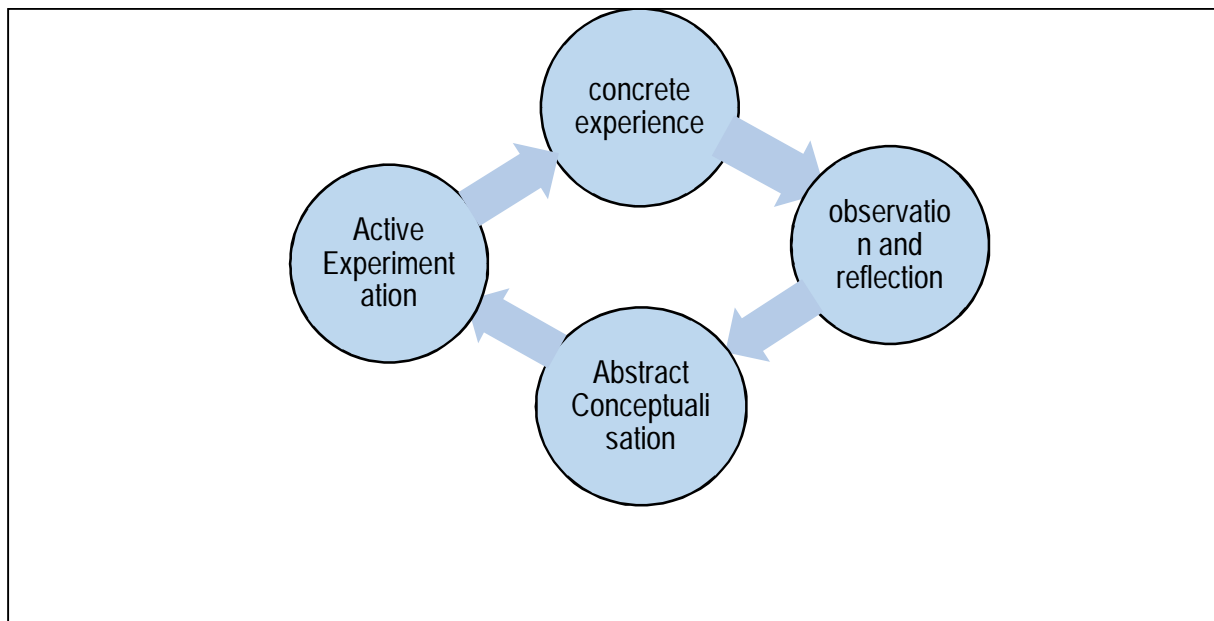 concrete
experience
observatio
n and
reflection
Abstract
Conceptuali
sation
Active
Experiment
ation